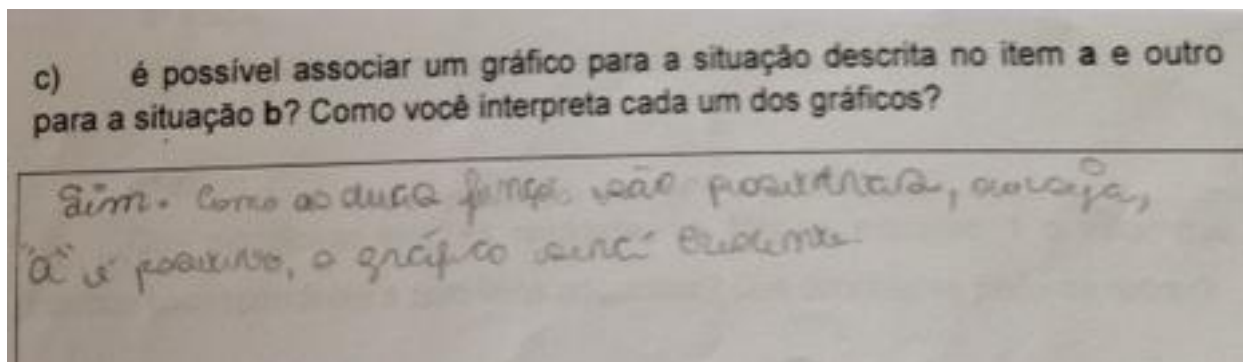 c) é possível associar um gráfico para a situação descrita no item a e outro
para a situação b? Como você interpreta cada um dos gráficos?
Sim. Como as duas funções são positivas, ou seja,
"a" é positivo, o gráfico será crescente.